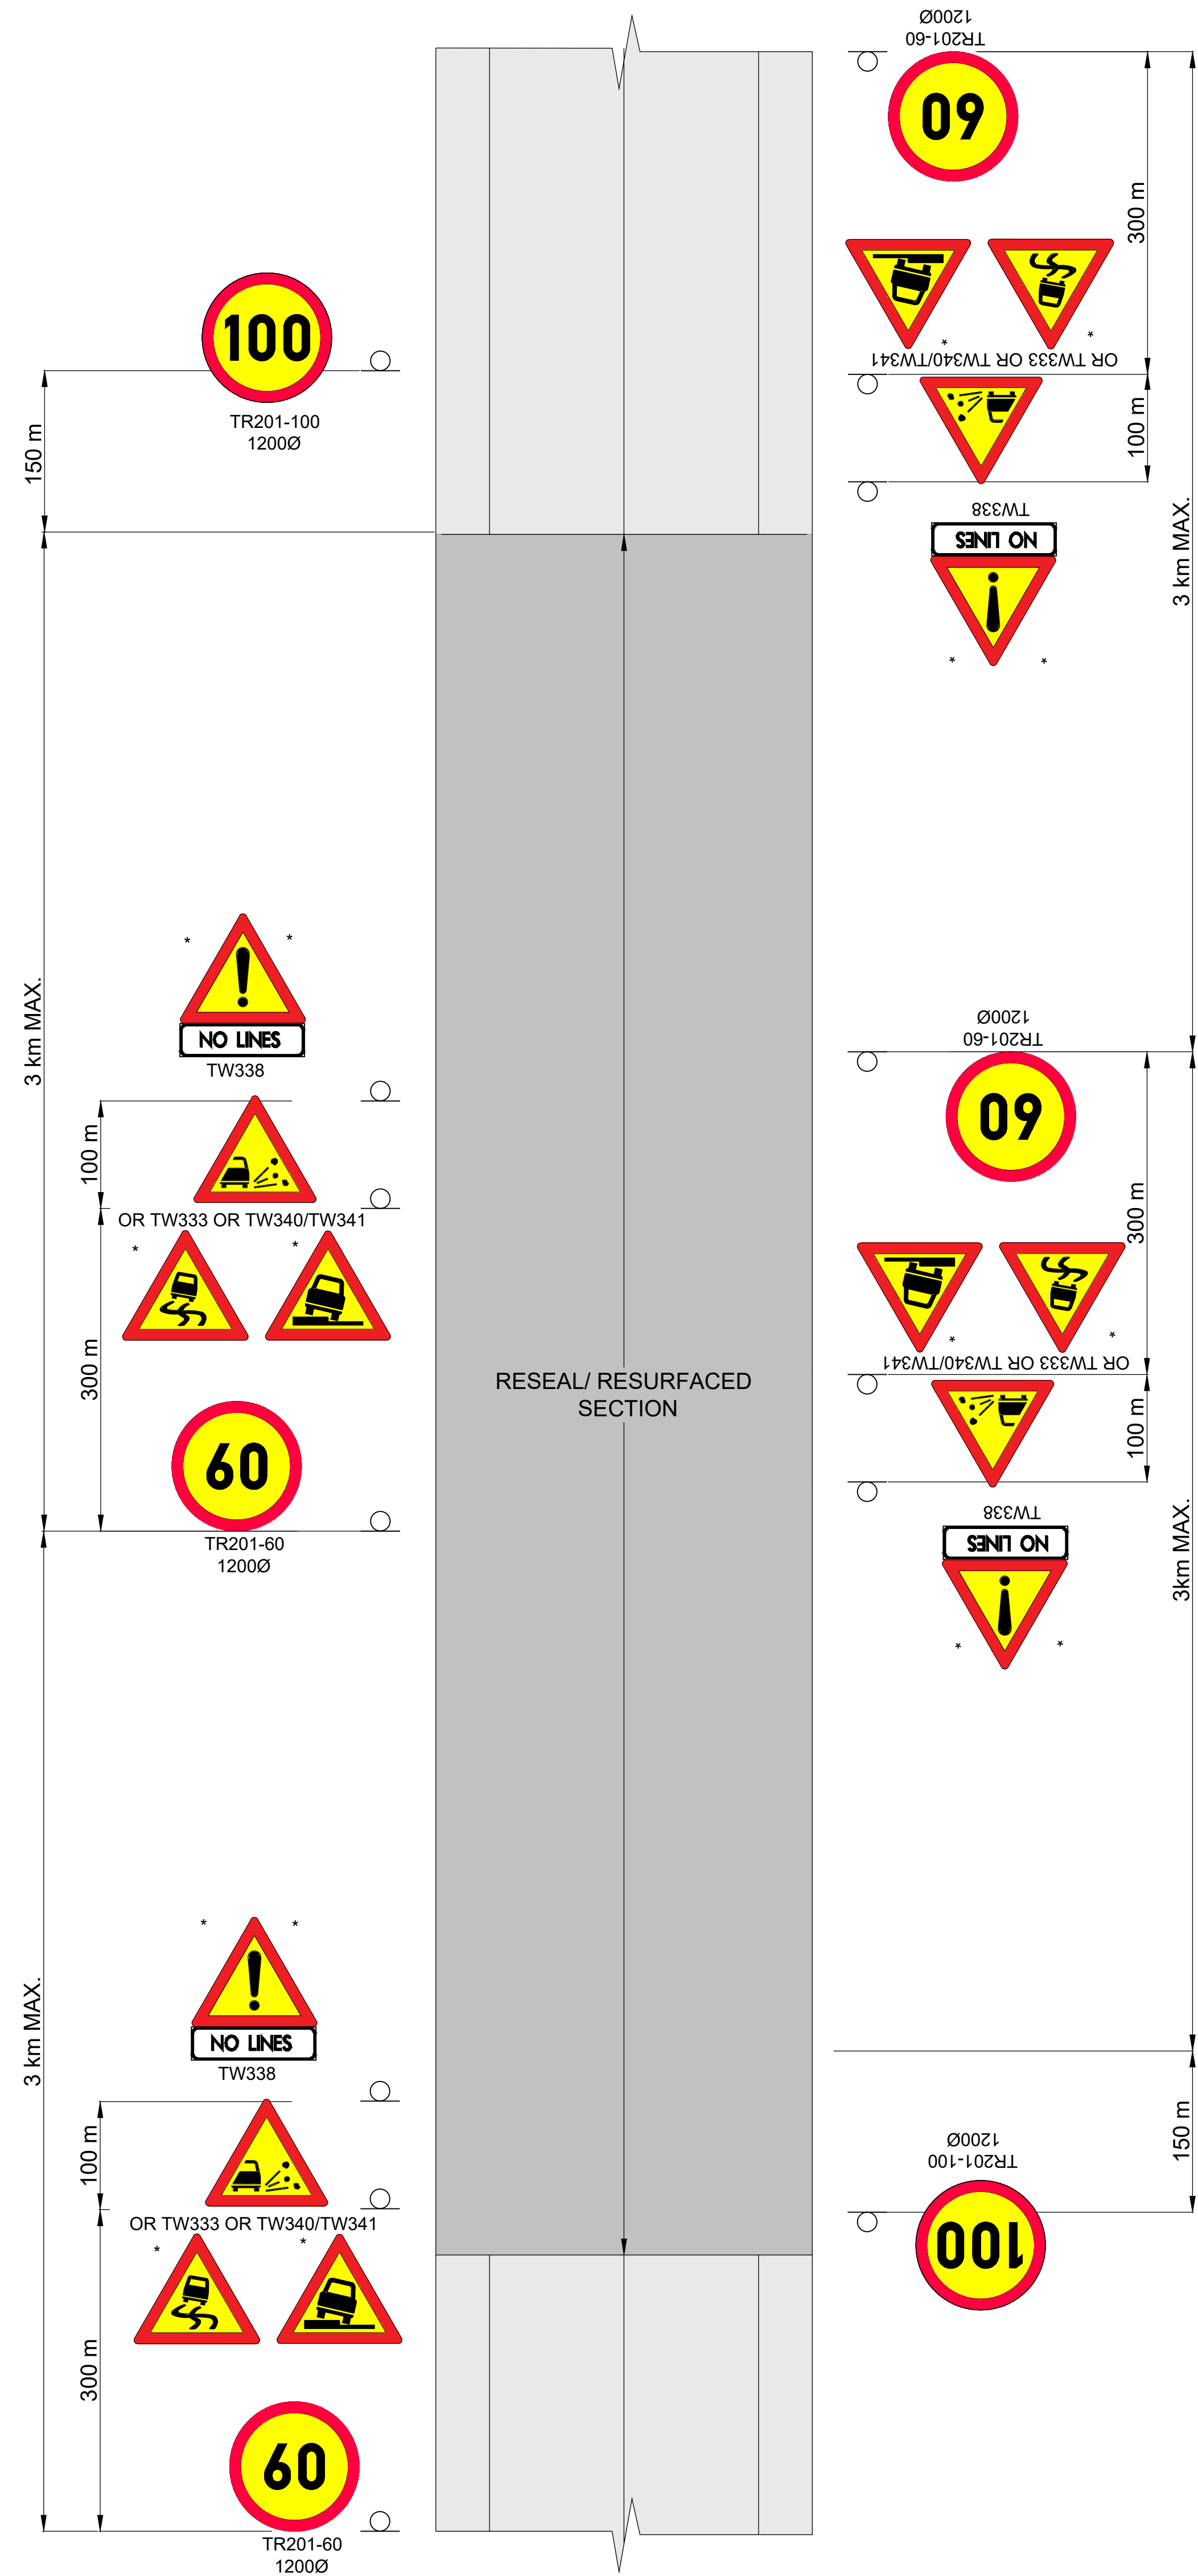 TR201-60
1200Ø
60
300 m
OR TW333 OR TW340/TW341
* *
100 m
TW338
NO LINES
* *
3 km MAX.
100
TR201-100
1200Ø
150 m
3 km MAX.
* *
NO LINES
TW338
100 m
OR TW333 OR TW340/TW341
* *
300 m
60
TR201-60
1200Ø
TR201-60
1200Ø
60
300 m
OR TW333 OR TW340/TW341
* *
100 m
TW338
NO LINES
* *
3km MAX.
RESEAL/ RESURFACED
SECTION
3 km MAX.
* *
NO LINES
TW338
100 m
OR TW333 OR TW340/TW341
* *
300 m
60
TR201-60
1200Ø
150 m
TR201-100
1200Ø
100